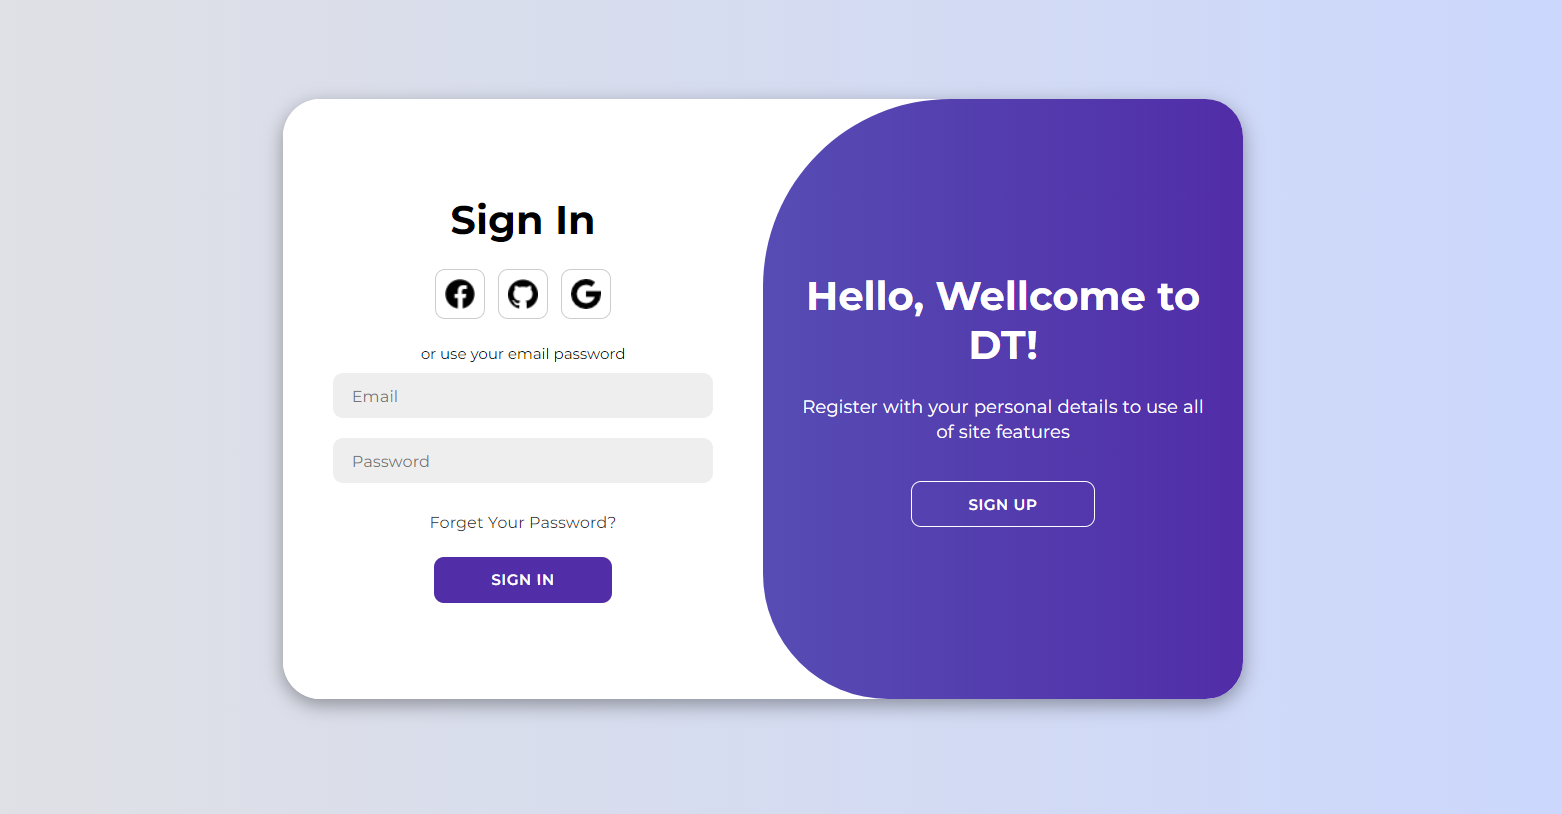 Sign In
or use your email password
Email
Password
Forget Your Password?
SIGN IN
Hello, Wellcome to
DT!
Register with your personal details to use all
of site features
SIGN UP